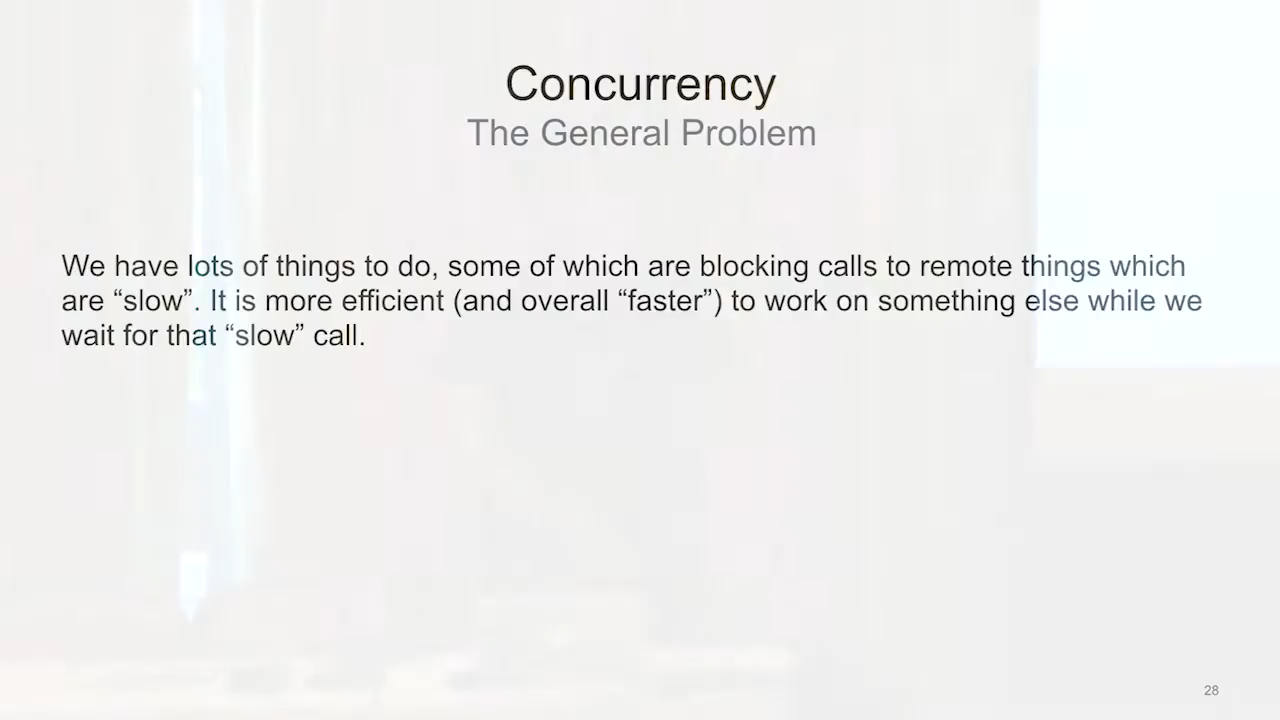 Concurrency
The General Problem
We have lots of things to do, some of which are blocking calls to remote things which
are “slow”. It is more efficient (and overall “faster”) to work on something else while we
wait for that “slow” call.
28